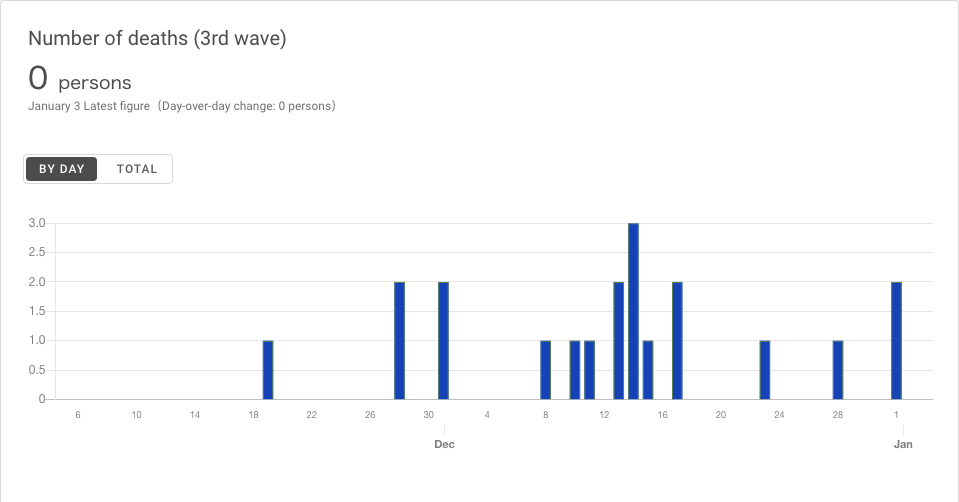 Number of deaths (3rd wave)
0 persons
January 3 Latest figure（Day-over-day change: 0 persons）
BY DAY TOTAL
3.0
2.5
2.0
1.5
1.0
0.5
0
6 10 14 18 22 26 30 4 8 12 16 20 24 28 1
Dec Jan